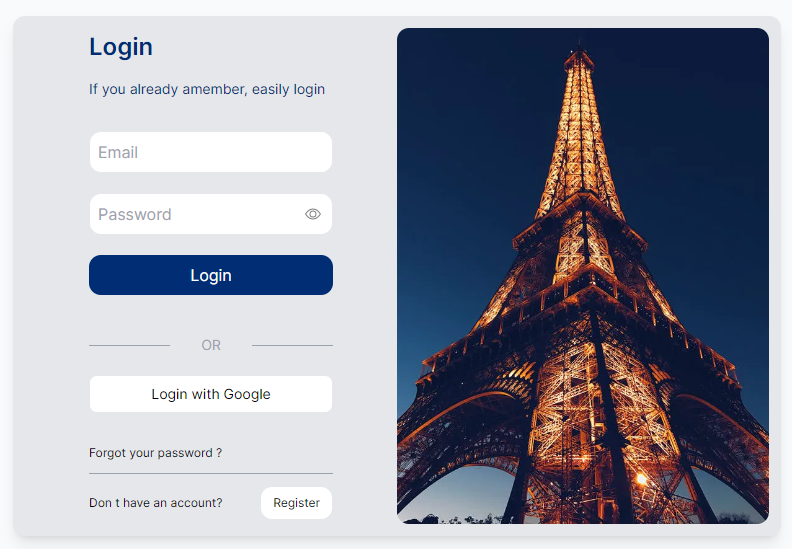 Login
If you already amember, easily login
Email
Password
Login
OR
Login with Google
Forgot your password ?
Don t have an account?
Register